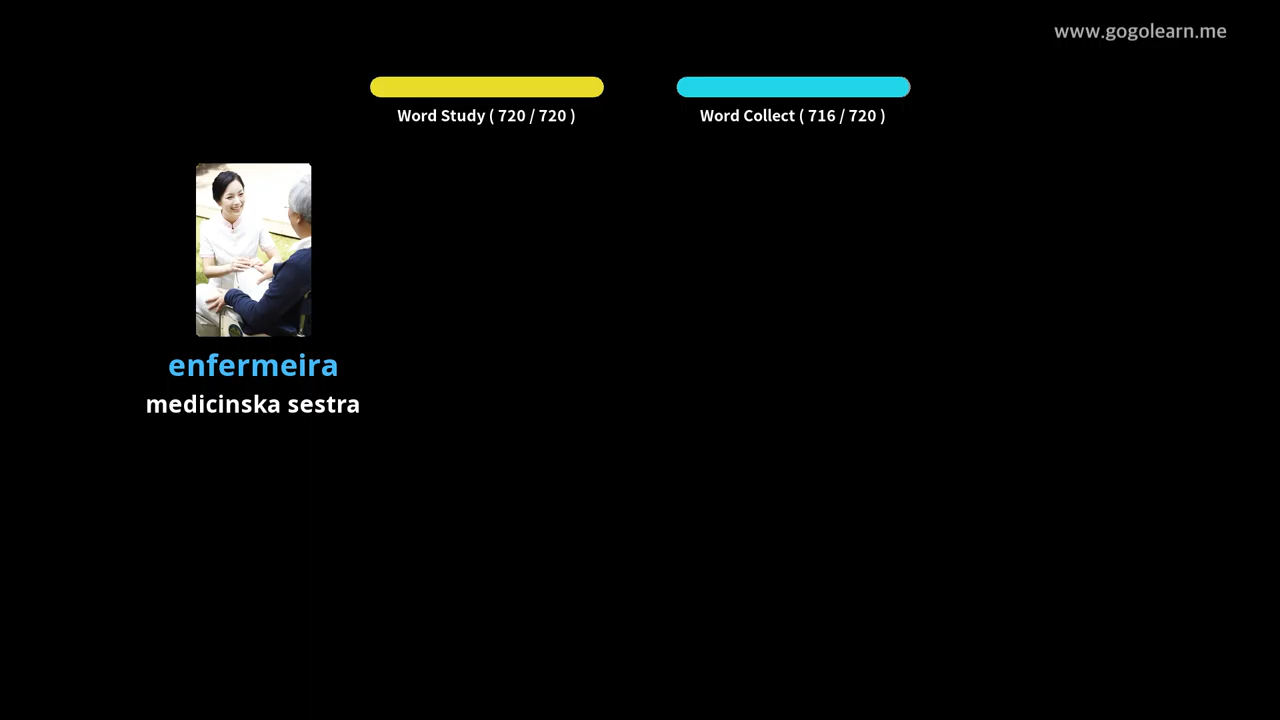 www.gogolearn.me
Word Study ( 720 / 720 )
Word Collect ( 716 / 720 )
enfermeira
medicinska sestra